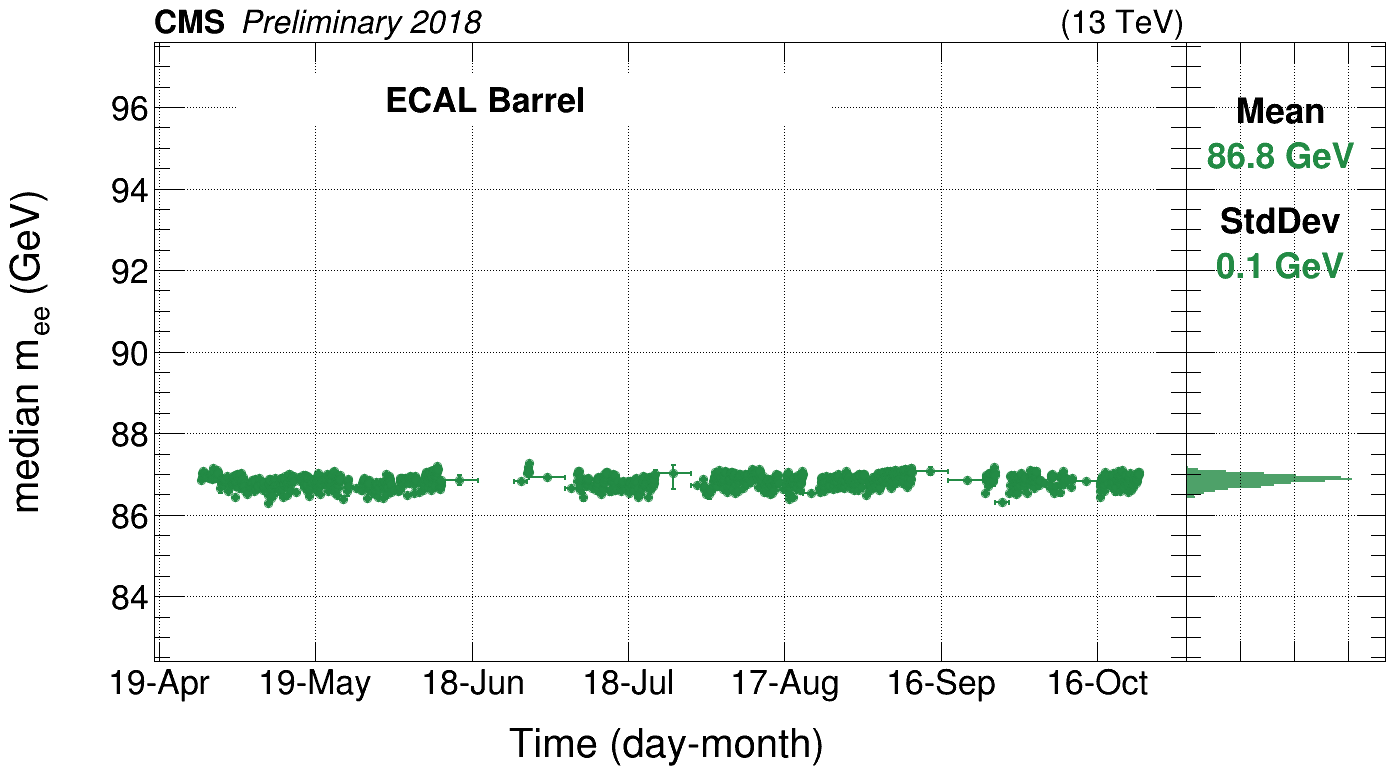 CMS Preliminary 2018 (13 TeV)
ECAL Barrel
Mean
86.8 GeV
StdDev
0.1 GeV
median mee (GeV)
96
94
92
90
88
86
84
19-Apr 19-May 18-Jun 18-Jul 17-Aug 16-Sep 16-Oct
Time (day-month)